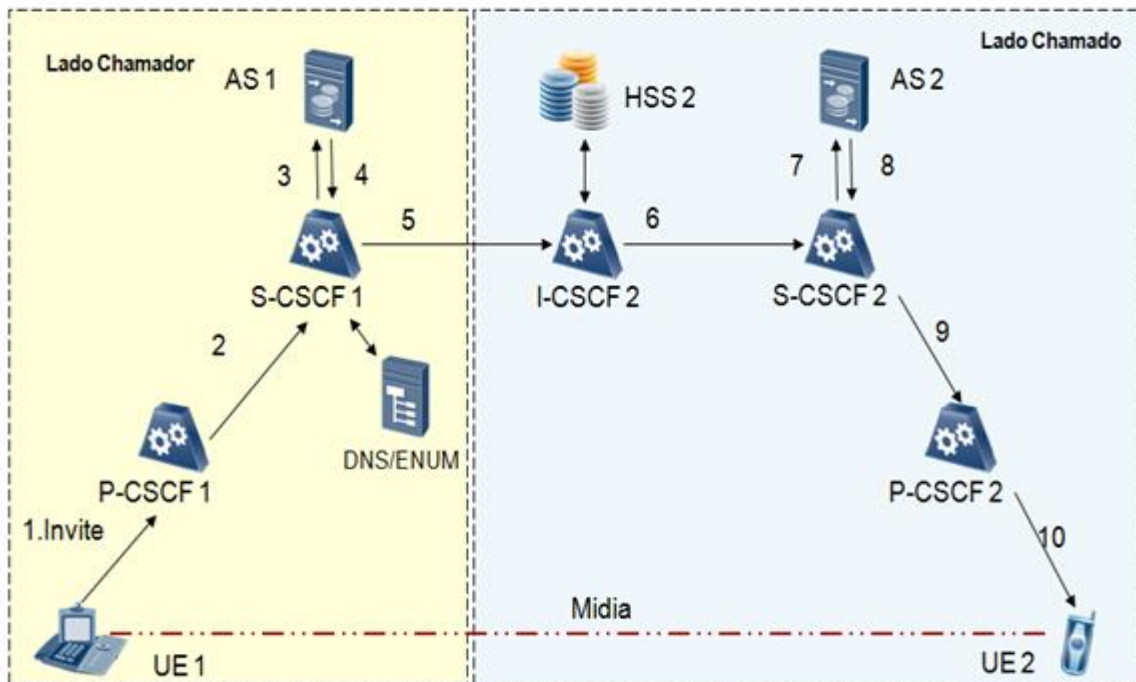 Lado Chamador
Lado Chamado
AS 1
HSS 2
AS 2
3
4
7
8
5
6
S-CSCF 1
I-CSCF 2
S-CSCF 2
2
9
DNS/ENUM
P-CSCF 1
P-CSCF 2
1.Invite
10
Midia
UE 1
UE 2